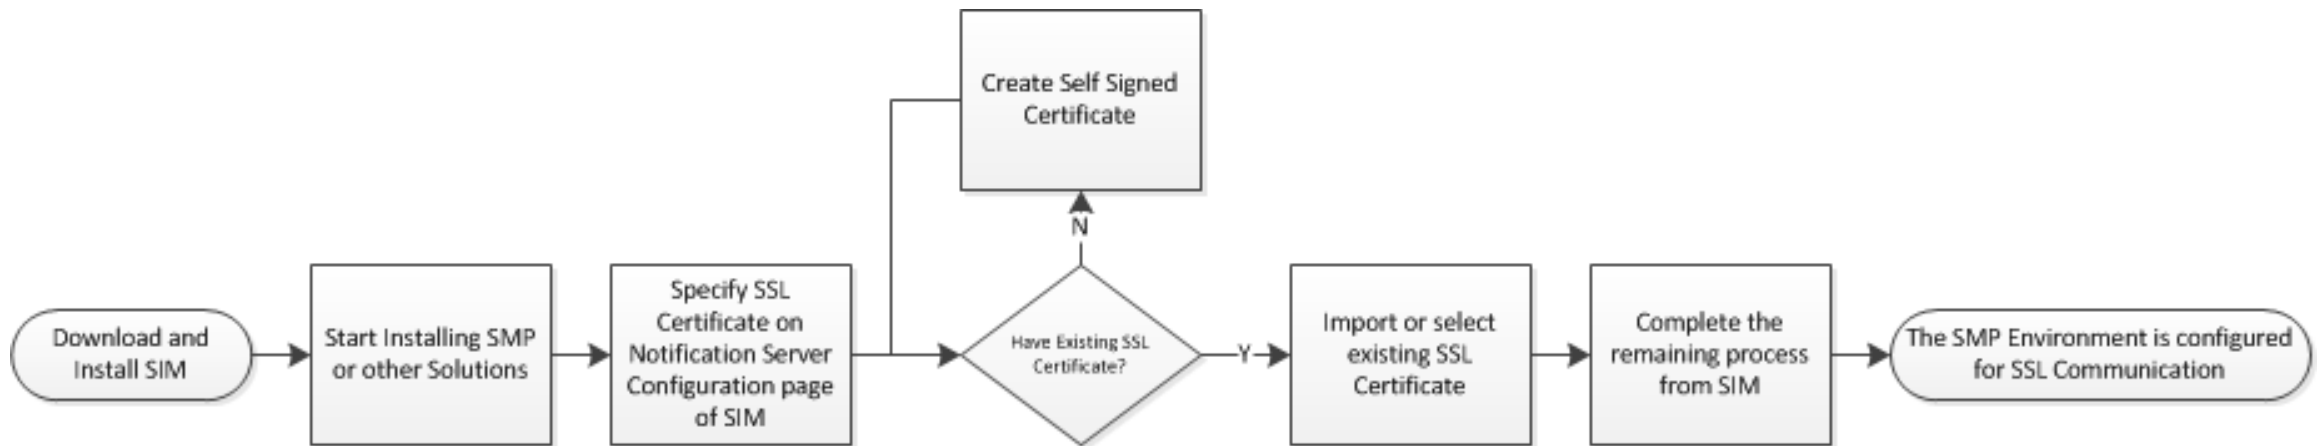 Create Self Signed
Certificate
N
Download and
Install SIM
Start Installing SMP
or other Solutions
Specify SSL
Certificate on
Notification Server
Configuration page
of SIM
Have Existing SSL
Certificate?
Y
Import or select
existing SSL
Certificate
Complete the
remaining process
from SIM
The SMP Environment is configured
for SSL Communication